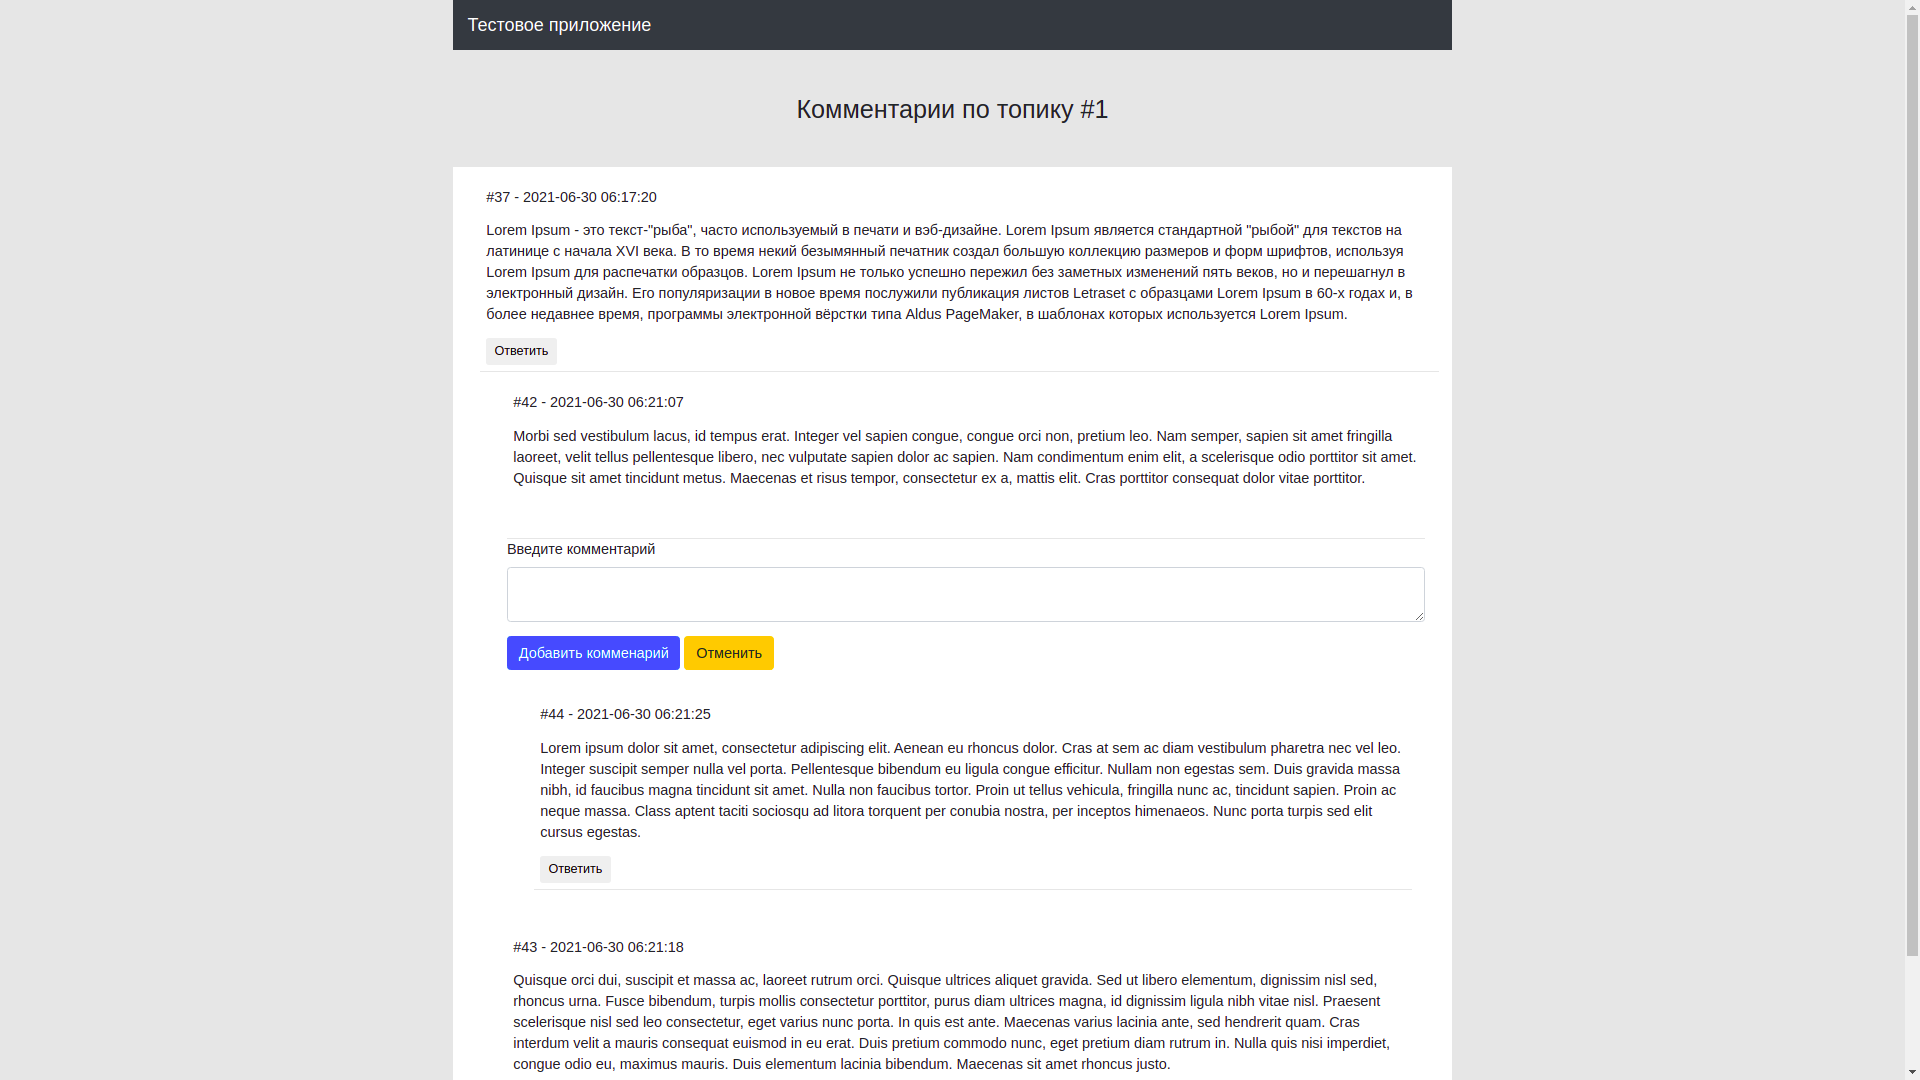 Тестовое приложение
Комментарии по топику #1
#37 - 2021-06-30 06:17:20
Lorem Ipsum - это текст-"рыба", часто используемый в печати и вэб-дизайне. Lorem Ipsum является стандартной "рыбой" для текстов на
латинице с начала XVI века. В то время некий безымянный печатник создал большую коллекцию размеров и форм шрифтов, используя
Lorem Ipsum для распечатки образцов. Lorem Ipsum не только успешно пережил без заметных изменений пять веков, но и перешагнул в
электронный дизайн. Его популяризации в новое время послужили публикация листов Letraset с образцами Lorem Ipsum в 60-х годах и, в
более недавнее время, программы электронной вёрстки типа Aldus PageMaker, в шаблонах которых используется Lorem Ipsum.
Ответить
#42 - 2021-06-30 06:21:07
Morbi sed vestibulum lacus, id tempus erat. Integer vel sapien congue, congue orci non, pretium leo. Nam semper, sapien sit amet fringilla
laoreet, velit tellus pellentesque libero, nec vulputate sapien dolor ac sapien. Nam condimentum enim elit, a scelerisque odio porttitor sit amet.
Quisque sit amet tincidunt metus. Maecenas et risus tempor, consectetur ex a, mattis elit. Cras porttitor consequat dolor vitae porttitor.
Введите комментарий
Добавить комменарий Отменить
#44 - 2021-06-30 06:21:25
Lorem ipsum dolor sit amet, consectetur adipiscing elit. Aenean eu rhoncus dolor. Cras at sem ac diam vestibulum pharetra nec vel leo.
Integer suscipit semper nulla vel porta. Pellentesque bibendum eu ligula congue efficitur. Nullam non egestas sem. Duis gravida massa
nibh, id faucibus magna tincidunt sit amet. Nulla non faucibus tortor. Proin ut tellus vehicula, fringilla nunc ac, tincidunt sapien. Proin ac
neque massa. Class aptent taciti sociosqu ad litora torquent per conubia nostra, per inceptos himenaeos. Nunc porta turpis sed elit
cursus egestas.
Ответить
#43 - 2021-06-30 06:21:18
Quisque orci dui, suscipit et massa ac, laoreet rutrum orci. Quisque ultrices aliquet gravida. Sed ut libero elementum, dignissim nisl sed,
rhoncus urna. Fusce bibendum, turpis mollis consectetur porttitor, purus diam ultrices magna, id dignissim ligula nibh vitae nisl. Praesent
scelerisque nisl sed leo consectetur, eget varius nunc porta. In quis est ante. Maecenas varius lacinia ante, sed hendrerit quam. Cras
interdum velit a mauris consequat euismod in eu erat. Duis pretium commodo nunc, eget pretium diam rutrum in. Nulla quis nisi imperdiet,
congue odio eu, maximus mauris. Duis elementum lacinia bibendum. Maecenas sit amet rhoncus justo.